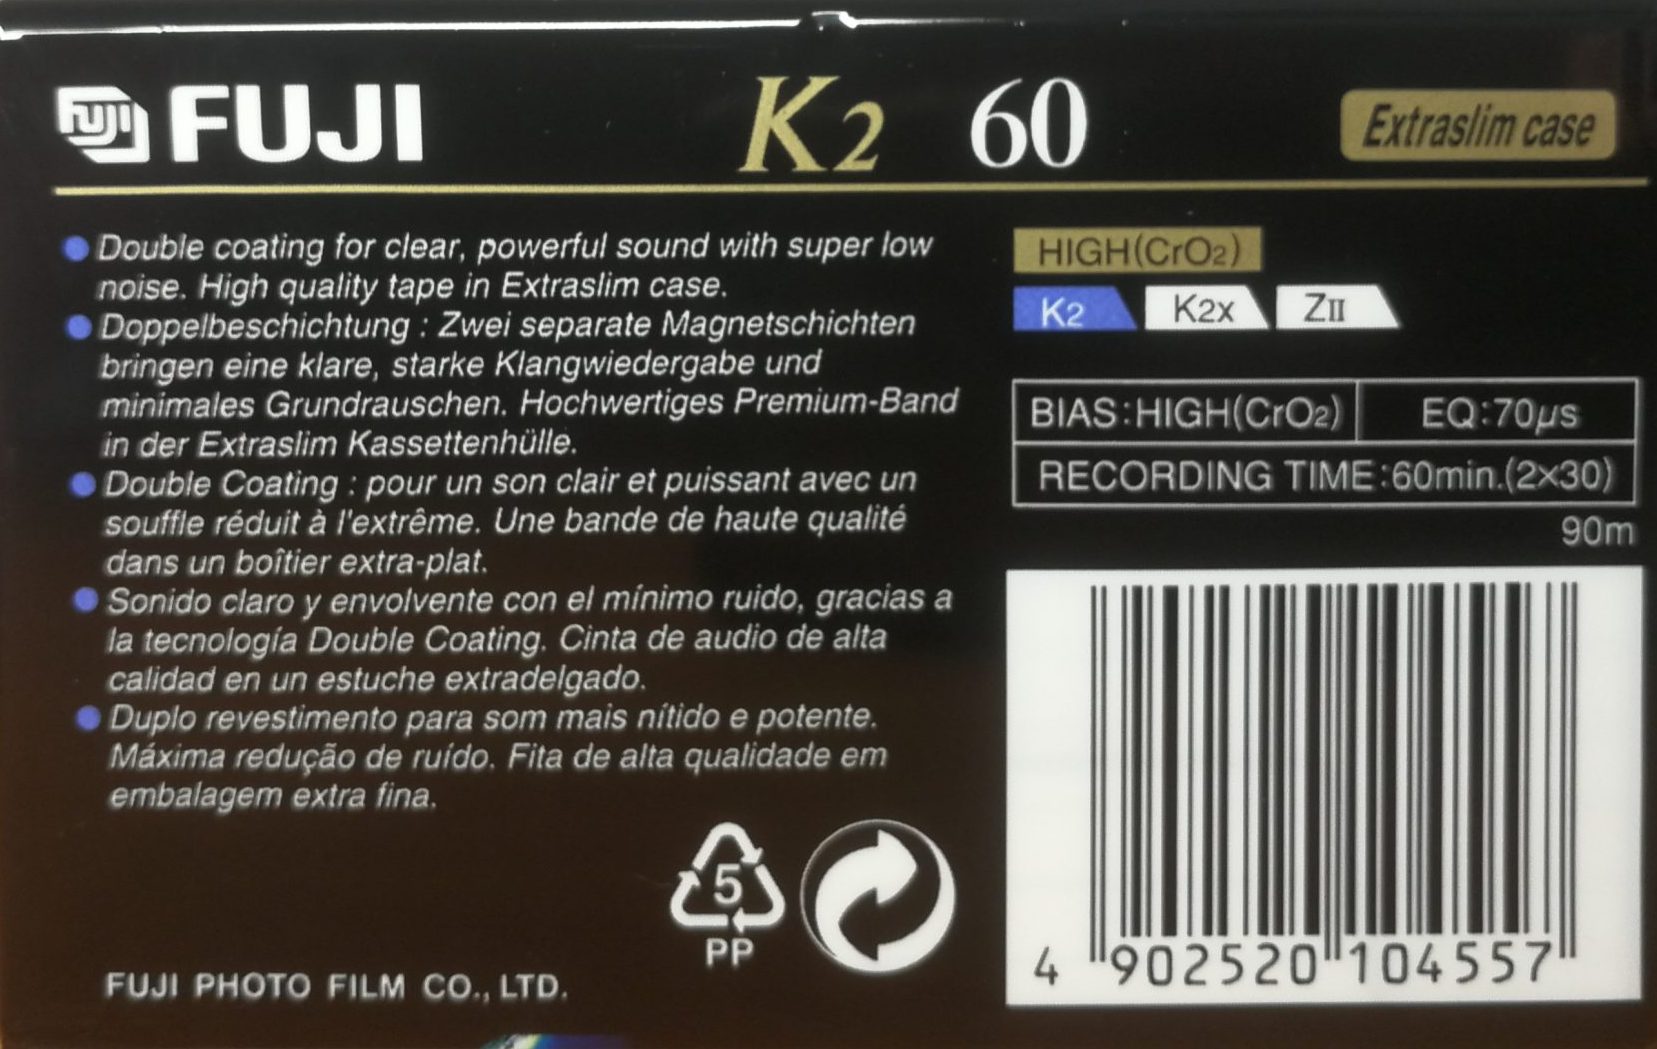 FUJI FUJI K2 60 Extraslim case
Double coating for clear, powerful sound with super low
noise. High quality tape in Extraslim case.
Doppelbeschichtung : Zwei separate Magnetschichten
bringen eine klare, starke Klangwiedergabe und
minimales Grundrauschen. Hochwertiges Premium-Band
in der Extraslim Kassettenhülle.
Double Coating : pour un son clair et puissant avec un
souffle réduit à l'extrême. Une bande de haute qualité
dans un boîtier extra-plat.
Sonido claro y envolvente con el mínimo ruido, gracias a
la tecnología Double Coating. Cinta de audio de alta
calidad en un estuche extradelgado.
Duplo revestimento para som mais nítido e potente.
Máxima redução de ruído. Fita de alta qualidade em
embalagem extra fina.
5
PP
FUJI PHOTO FILM CO., LTD.
HIGH(CrO2)
K2 K2x ZII
BIAS:HIGH(CrO2) EQ:70µs
RECORDING TIME:60min.(2×30)
90m
4 902520 104557